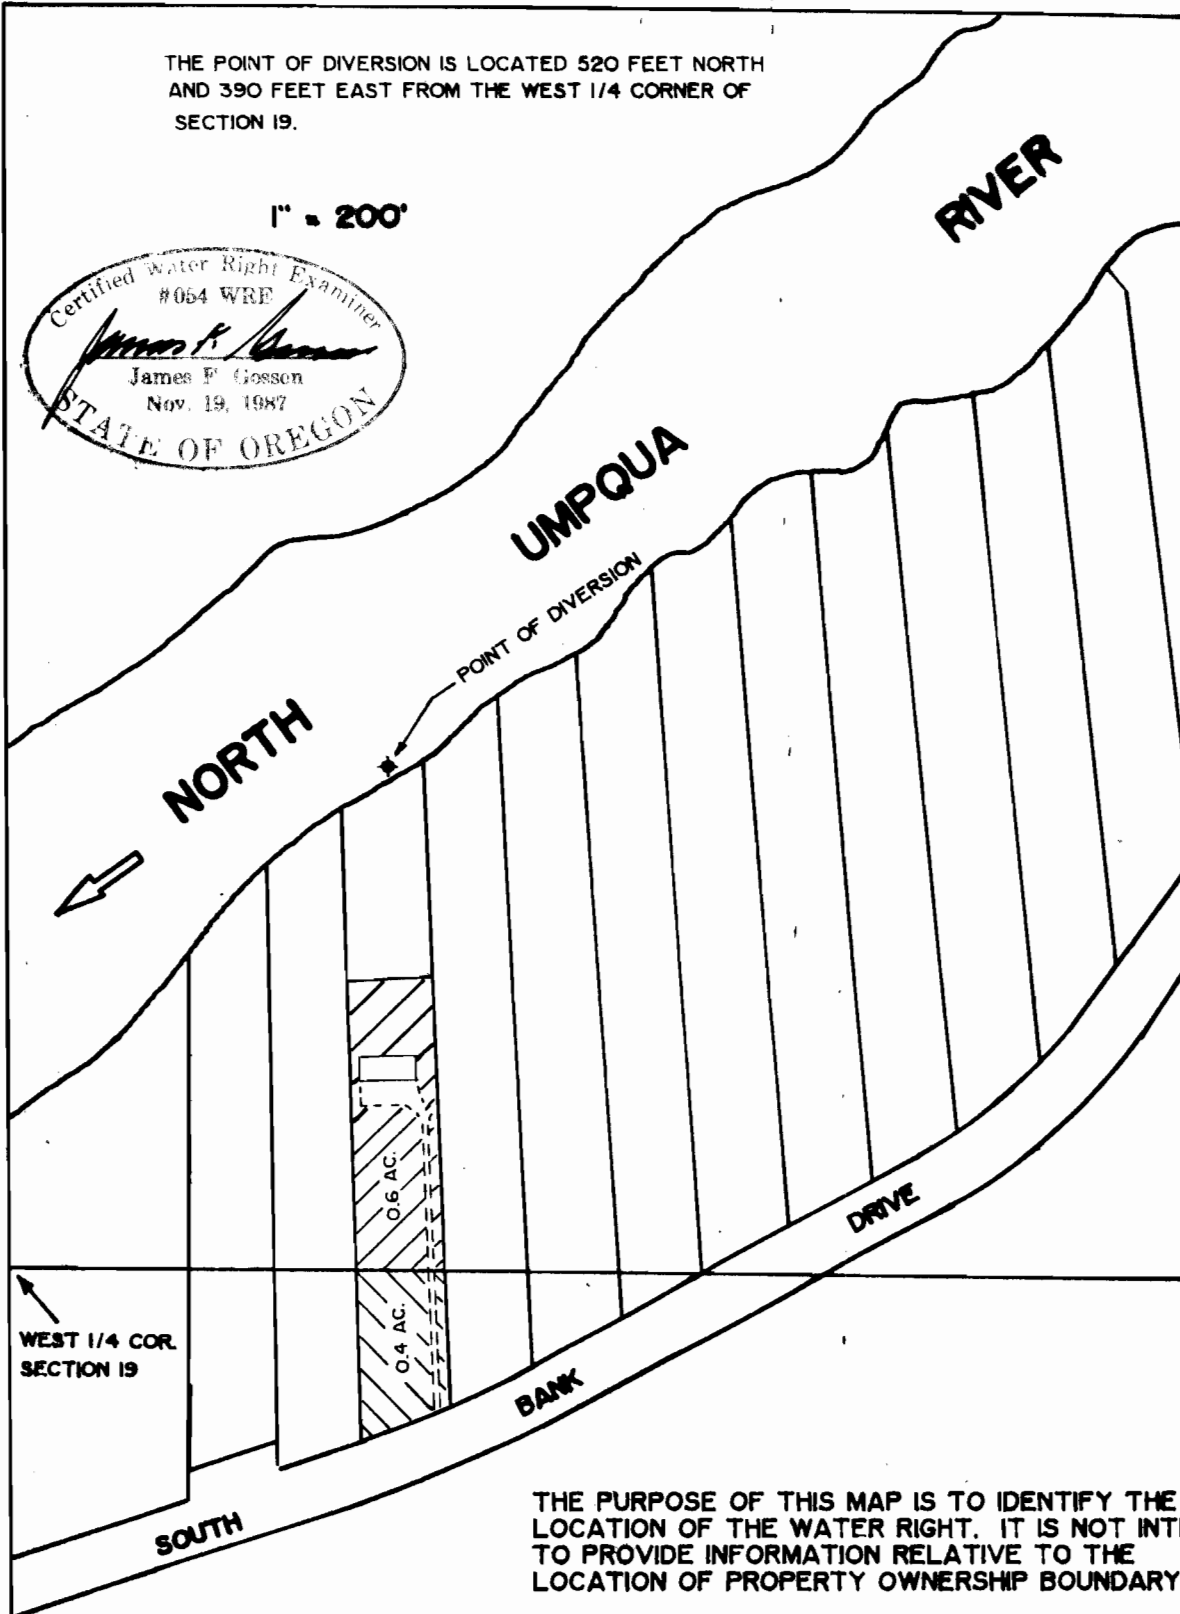 THE POINT OF DIVERSION IS LOCATED 520 FEET NORTH
AND 390 FEET EAST FROM THE WEST 1/4 CORNER OF
SECTION 19.
1" = 200'
Certified Water Right Examiner
#054 WRE
James F Gosson
Nov. 19, 1987
STATE OF OREGON
RIVER
UMPQUA
POINT OF DIVERSION
NORTH
0.6 AC.
0.4 AC.
WEST 1/4 COR.
SECTION 19
DRIVE
BANK
SOUTH
THE PURPOSE OF THIS MAP IS TO IDENTIFY THE
LOCATION OF THE WATER RIGHT. IT IS NOT INT
TO PROVIDE INFORMATION RELATIVE TO THE
LOCATION OF PROPERTY OWNERSHIP BOUNDARY